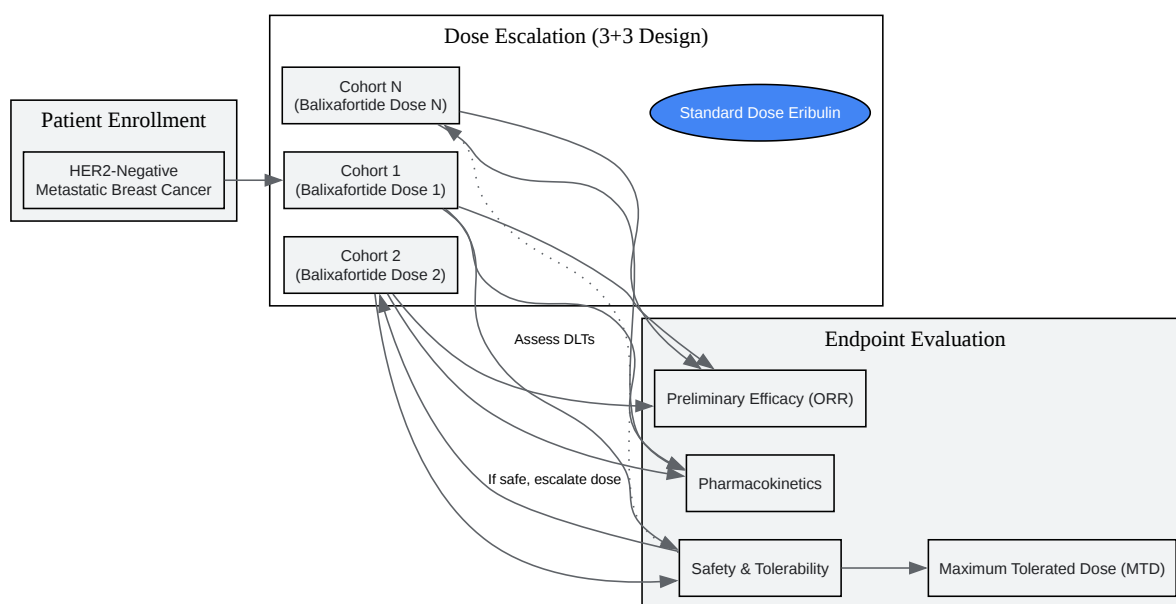 Dose Escalation (3+3 Design)
Cohort N
(Balixafortide Dose N)
Standard Dose Eribulin
Patient Enrollment
HER2-Negative
Metastatic Breast Cancer
Cohort 1
(Balixafortide Dose 1)
Cohort 2
(Balixafortide Dose 2)
Assess DLTs
If safe, escalate dose
Endpoint Evaluation
Preliminary Efficacy (ORR)
Pharmacokinetics
Safety & Tolerability
Maximum Tolerated Dose (MTD)